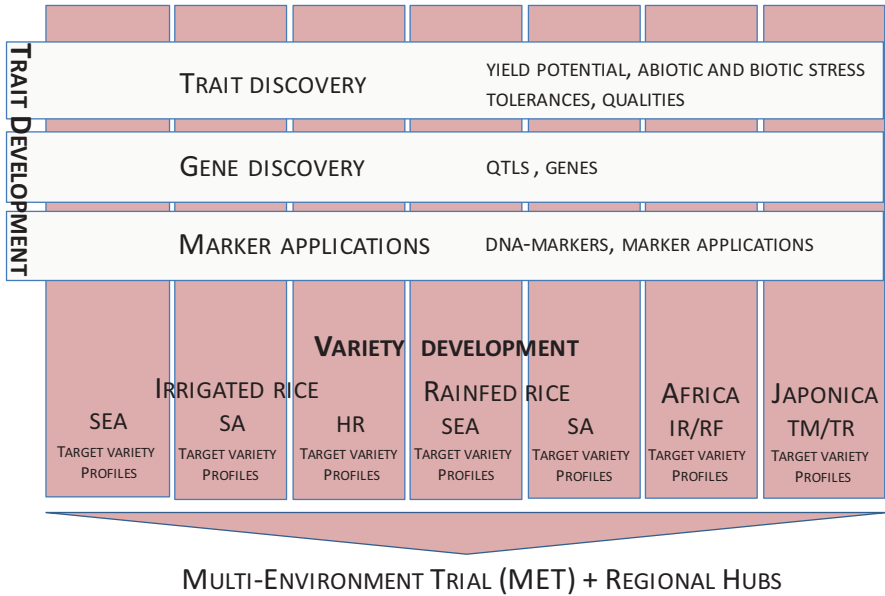 TRAIT DEVELOPMENT
TRAIT DISCOVERY
YIELD POTENTIAL, ABIOTIC AND BIOTIC STRESS
TOLERANCES, QUALITIES
GENE DISCOVERY
QTLS , GENES
MARKER APPLICATIONS
DNA-MARKERS, MARKER APPLICATIONS
VARIETY DEVELOPMENT
IRRIGATED RICE
RAINFED RICE
AFRICA
JAPONICA
SEA
SA
HR
SEA
SA
IR/RF
TM/TR
TARGET VARIETY
PROFILES
TARGET VARIETY
PROFILES
TARGET VARIETY
PROFILES
TARGET VARIETY
PROFILES
TARGET VARIETY
PROFILES
TARGET VARIETY
PROFILES
TARGET VARIETY
PROFILES
MULTI-ENVIRONMENT TRIAL (MET) + REGIONAL HUBS